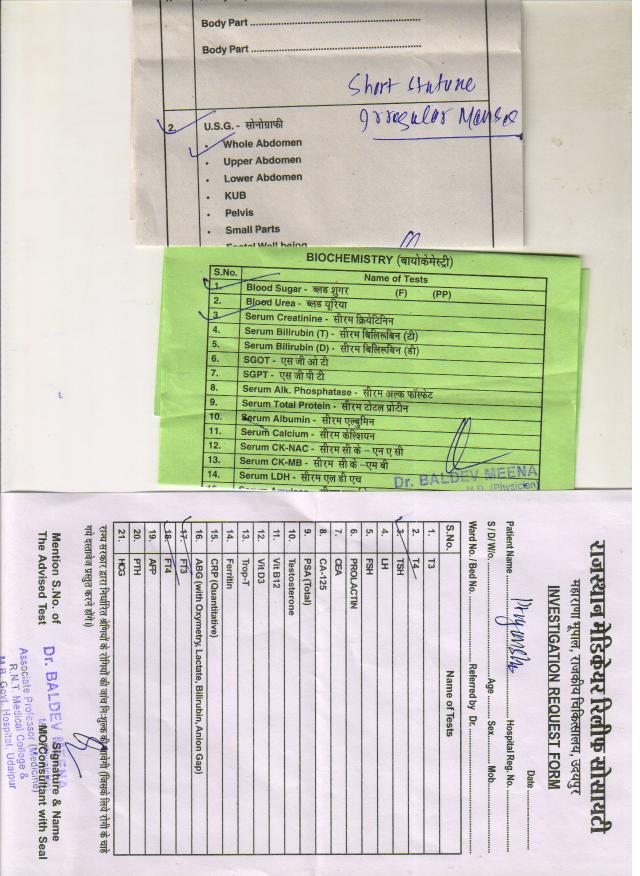 Body Part
Body Part
Short stature
Irregular Manse
2. U.S.G. - सोनोग्राफी
• Whole Abdomen
• Upper Abdomen
• Lower Abdomen
• KUB
• Pelvis
• Small Parts
BIOCHEMISTRY (बायोकेमेस्ट्री)
S.No. Name of Tests
1. Blood Sugar - ब्लड शुगर (F) (PP)
2. Blood Urea - ब्लड यूरिया
3. Serum Creatinine - सीरम क्रियेटिनिन
4. Serum Bilirubin (T) - सीरम बिलिरूबिन (टी)
5. Serum Bilirubin (D) - सीरम बिलिरूबिन (डी)
6. SGOT - एस जी ओ टी
7. SGPT - एस जी पी टी
8. Serum Alk. Phosphatase - सीरम अल्क फॉस्फेट
9. Serum Total Protein - सीरम टोटल प्रोटीन
10. Serum Albumin - सीरम एल्बुमिन
11. Serum Calcium - सीरम केल्शियन
12. Serum CK-NAC - सीरम सी के – एन ए सी
13. Serum CK-MB - सीरम सी के –एम बी
14. Serum LDH - सीरम एल डी एच
Dr. BALDEV MEENA
M.D. (Physician)
राजस्थान मेडिकेयर रिलीफ सोसायटी
महाराणा भूपाल, राजकीय चिकित्सालय, उदयपुर
INVESTIGATION REQUEST FORM
Date
Patient Name Hospital Reg. No.
S / D / W/o. Age Sex. Mob.
Ward No. / Bed No. Referred by Dr.
S.No. Name of Tests
1. T3
2. T4
3. TSH
4. LH
5. FSH
6. PROLACTIN
7. CEA
8. CA-125
9. PSA (Total)
10. Testosterone
11. Vit B12
12. Vit D3
13. Trop-T
14. Ferritin
15. CRP (Quantitative)
16. ABG (with Oxymetry, Lactate, Bilirubin, Anion Gap)
17. FT3
18. FT4
19. AFP
20. PTH
21. HCG
राज्य सरकार द्वारा निर्धारित श्रेणियों के रोगियों की जांच निःशुल्क की जावेगी (जिसके लिये रोगी के चाहे
गये दस्तावेज प्रस्तुत करने होंगे।)
Mention S.No. of Signature & Name
The Advised Test MO/Consultant with Seal
Dr. BALDEV MEENA
Associate Professor (Medicine)
R.N.T. Medical College &
M.B. Govt. Hospital, Udaipur